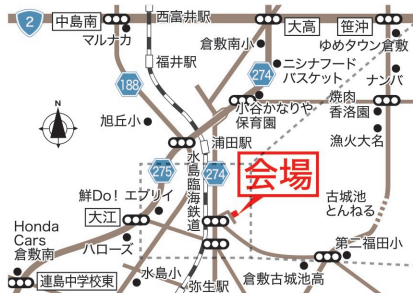 2
中島南
マルナカ
西富井駅
大高
笹沖
ゆめタウン倉敷
倉敷南小
福井駅
ニシナフード
バスケット
ナンバ
188
274
小谷かなりや
保育園
焼肉
香洛園
旭丘小
N
浦田駅
漁火大名
275
水島臨海鉄道
274
会場
鮮Do! エブリイ
古城池
とんねる
大江
Honda
Cars
倉敷南
ハローズ
第二福田小
連島中学校東
水島小
弥生駅
倉敷古城池高